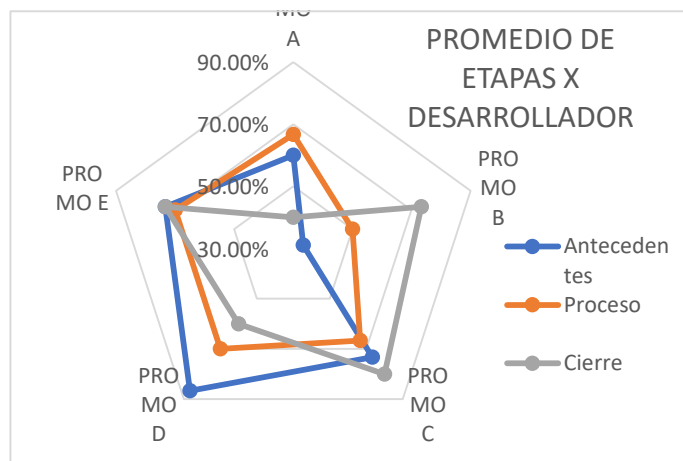 MO
A
PROMEDIO DE
ETAPAS X
DESARROLLADOR
90.00%
70.00%
50.00%
30.00%
PRO
MO
B
PRO
MO E
Anteceden
tes
Proceso
Cierre
PRO
MO
D
PRO
MO
C